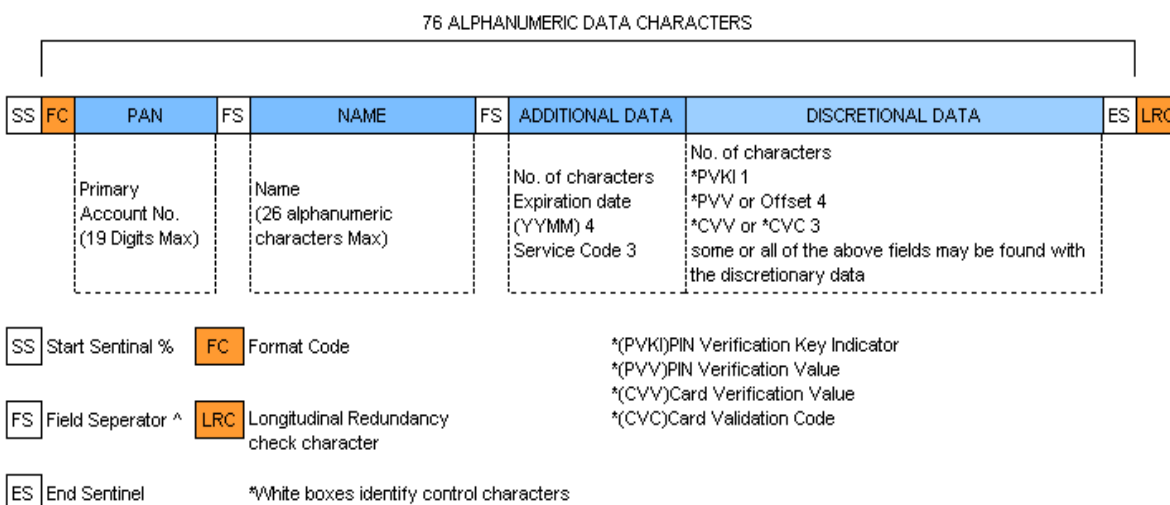 76 ALPHANUMERIC DATA CHARACTERS
SS FC PAN FS NAME FS ADDITIONAL DATA DISCRETIONAL DATA ES LRC
Primary
Account No.
(19 Digits Max)
Name
(26 alphanumeric
characters Max)
No. of characters
Expiration date
(YYMM) 4
Service Code 3
No. of characters
*PVKI 1
*PVV or Offset 4
*CVV or *CVC 3
some or all of the above fields may be found with
the discretionary data
SS Start Sentinal % FC Format Code
FS Field Seperator ^ LRC Longitudinal Redundancy
check character
ES End Sentinel *White boxes identify control characters
*(PVKI)PIN Verification Key Indicator
*(PVV)PIN Verification Value
*(CVV)Card Verification Value
*(CVC)Card Validation Code